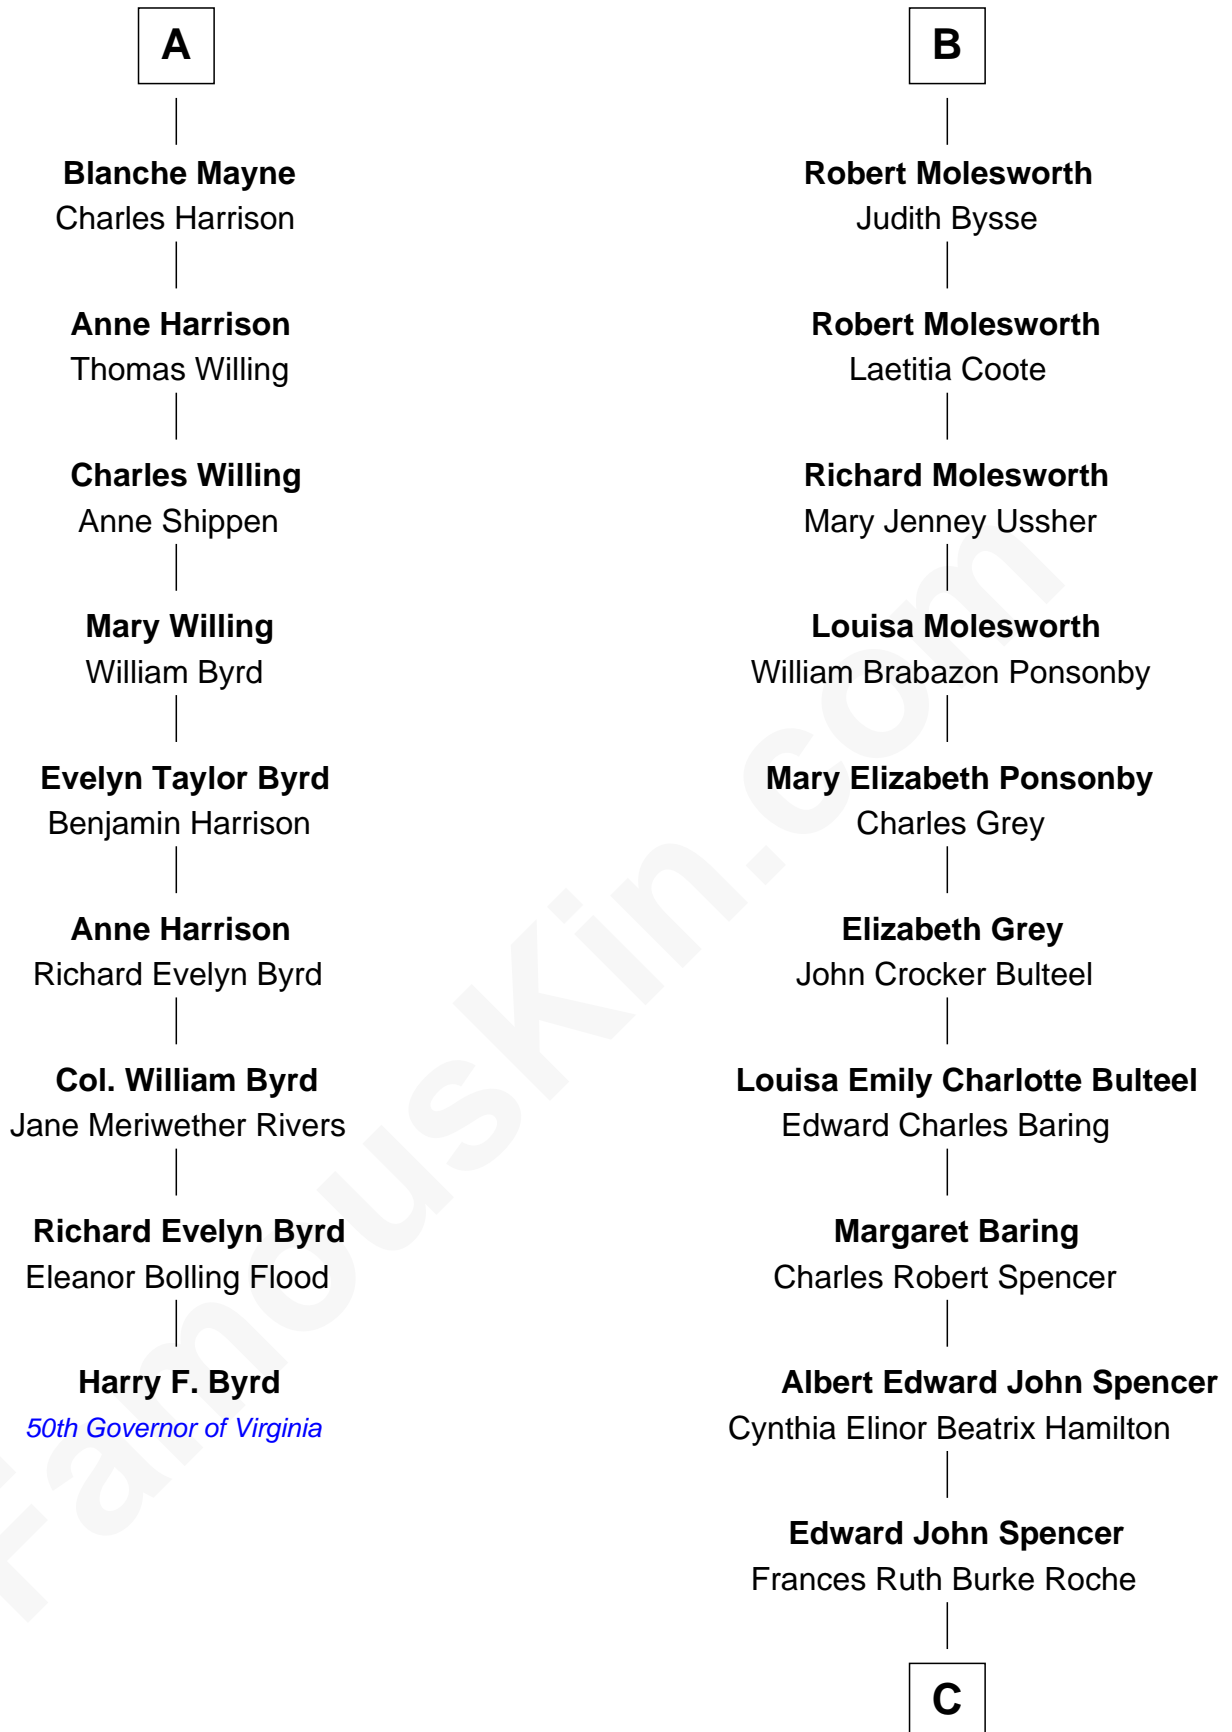 A
Blanche Mayne
Charles Harrison
Anne Harrison
Thomas Willing
Charles Willing
Anne Shippen
Mary Willing
William Byrd
Evelyn Taylor Byrd
Benjamin Harrison
Anne Harrison
Richard Evelyn Byrd
Col. William Byrd
Jane Meriwether Rivers
Richard Evelyn Byrd
Eleanor Bolling Flood
Harry F. Byrd
50th Governor of Virginia
B
Robert Molesworth
Judith Bysse
Robert Molesworth
Laetitia Coote
Richard Molesworth
Mary Jenney Ussher
Louisa Molesworth
William Brabazon Ponsonby
Mary Elizabeth Ponsonby
Charles Grey
Elizabeth Grey
John Crocker Bulteel
Louisa Emily Charlotte Bulteel
Edward Charles Baring
Margaret Baring
Charles Robert Spencer
Albert Edward John Spencer
Cynthia Elinor Beatrix Hamilton
Edward John Spencer
Frances Ruth Burke Roche
C
FamousKin.com